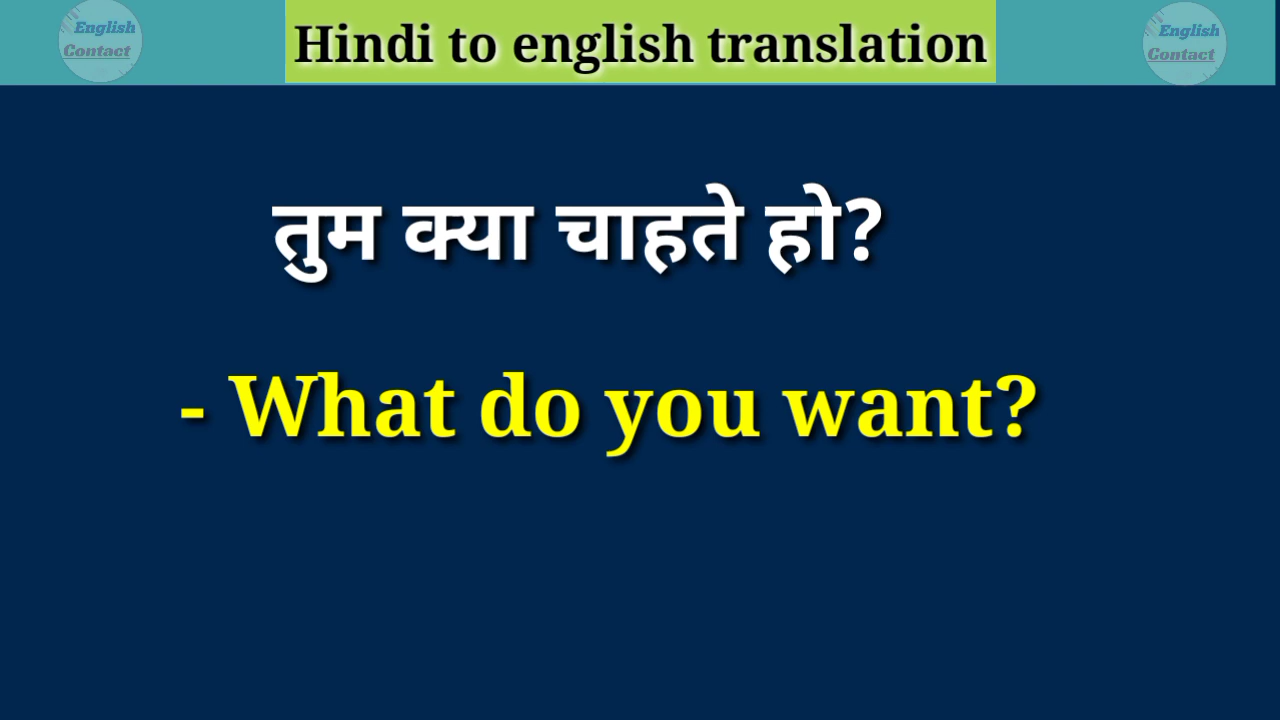 English
Contact
Hindi to english translation
English
Contact
तुम क्या चाहते हो?
- What do you want?